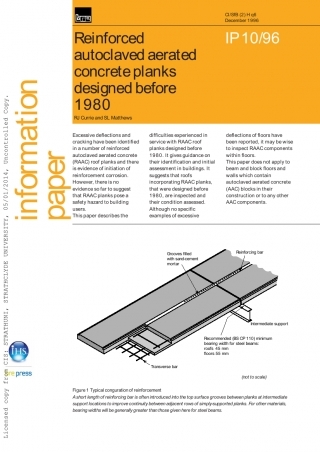 bre
CI/SfB (2) Hq6
December 1996
Reinforced
autoclaved aerated
concrete planks
designed before
1980
RJ Currie and SL Matthews
IP 10/96
information
paper
Excessive deflections and
cracking have been identified
in a number of reinforced
autoclaved aerated concrete
(RAAC) roof planks and there
is evidence of initiation of
reinforcement corrosion.
However, there is no
evidence so far to suggest
that RAAC planks pose a
safety hazard to building
users.
This paper describes the
difficulties experienced in
service with RAAC roof
planks designed before
1980. It gives guidance on
their identification and initial
assessment in buildings. It
suggests that roofs
incorporating RAAC planks,
that were designed before
1980, are inspected and
their condition assessed.
Although no specific
examples of excessive
deflections of floors have
been reported, it may be wise
to inspect RAAC components
within floors.
This paper does not apply to
beam and block floors and
walls which contain
autoclaved aerated concrete
(AAC) blocks in their
construction or to any other
AAC components.
Grooves filled
with sand-cement
mortar
Reinforcing bar
Intermediate support
Recommended (BS CP 110) minimum
bearing width for steel beams:
roofs 45 mm
floors 55 mm
Transverse bar
(not to scale)
Figure 1 Typical configuration of reinforcement
A short length of reinforcing bar is often introduced into the top surface grooves between planks at intermediate
support locations to improve continuity between adjacent rows of simply-supported planks. For other materials,
bearing widths will be generally greater than those given here for steel beams.
IHS
bre press
Licensed copy from CIS: STRATHUNI, STRATHCLYDE UNIVERSITY, 05/01/2014, Uncontrolled Copy.